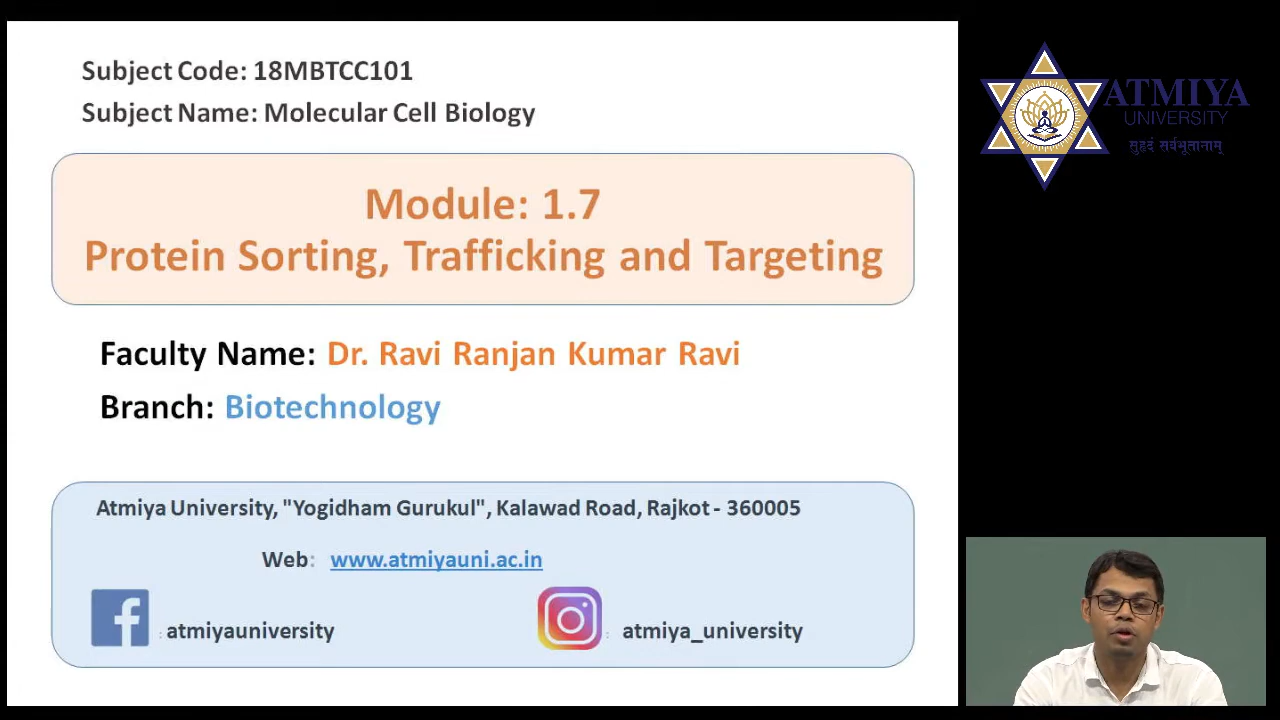 Subject Code: 18MBTCC101
Subject Name: Molecular Cell Biology
Module: 1.7
Protein Sorting, Trafficking and Targeting
Faculty Name: Dr. Ravi Ranjan Kumar Ravi
Branch: Biotechnology
Atmiya University, "Yogidham Gurukul", Kalawad Road, Rajkot - 360005
Web: www.atmiyauni.ac.in
: atmiyauniversity
: atmiya_university
ATMIYA
UNIVERSITY
सुहृदं सर्वभूतानाम्